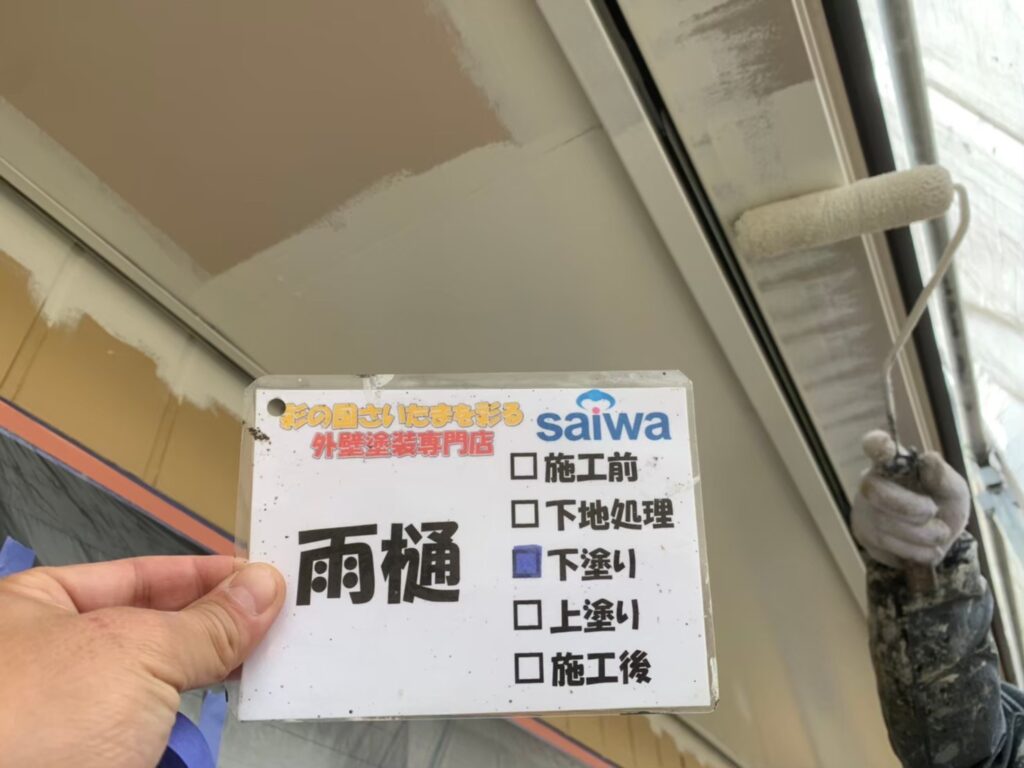 彩の国さいたまを彩る
外壁塗装専門店
saiwa
雨樋
□施工前
□下地処理
■下塗り
□上塗り
□施工後